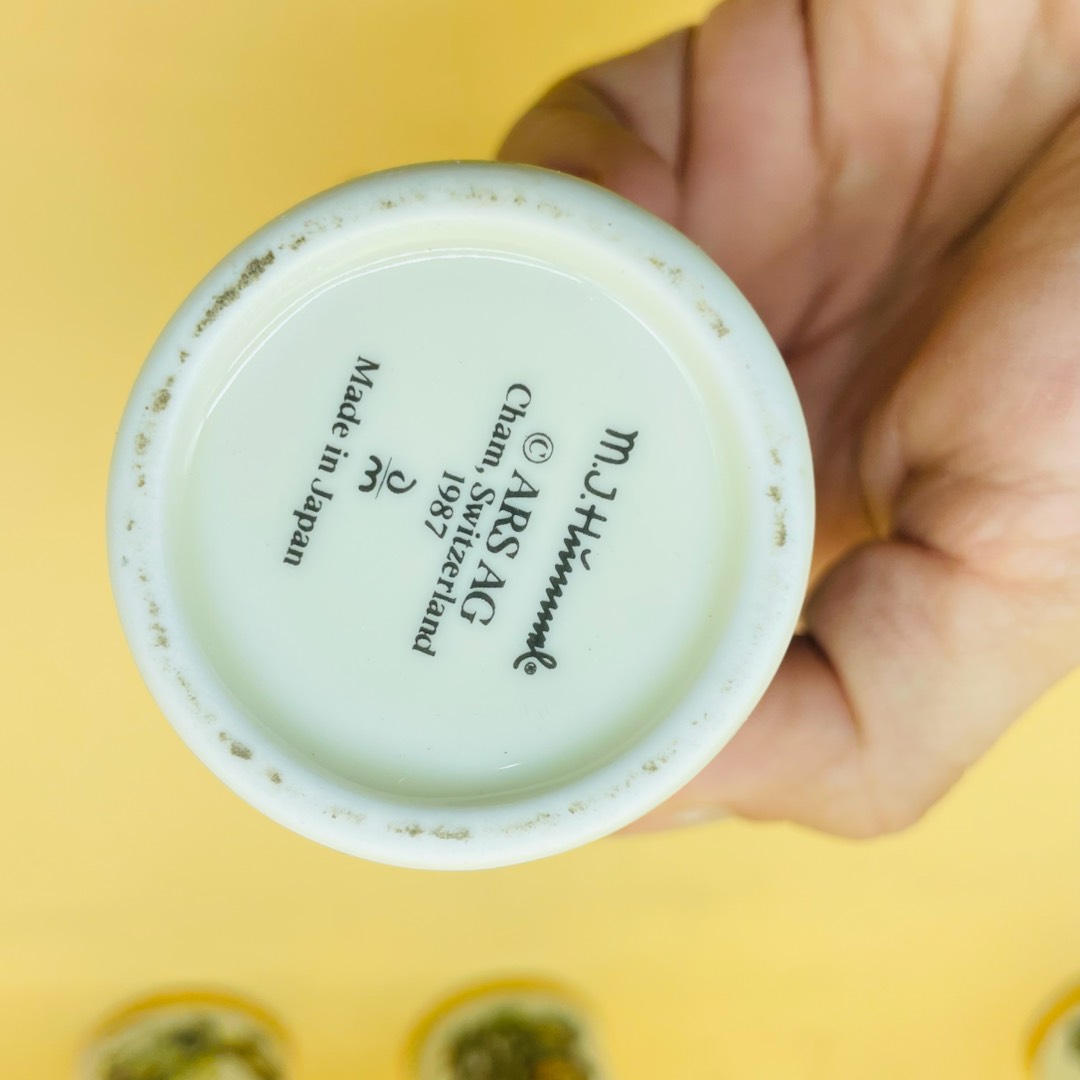 M.J.Hummel®
© ARS AG
Cham, Switzerland
1987
Made in Japan